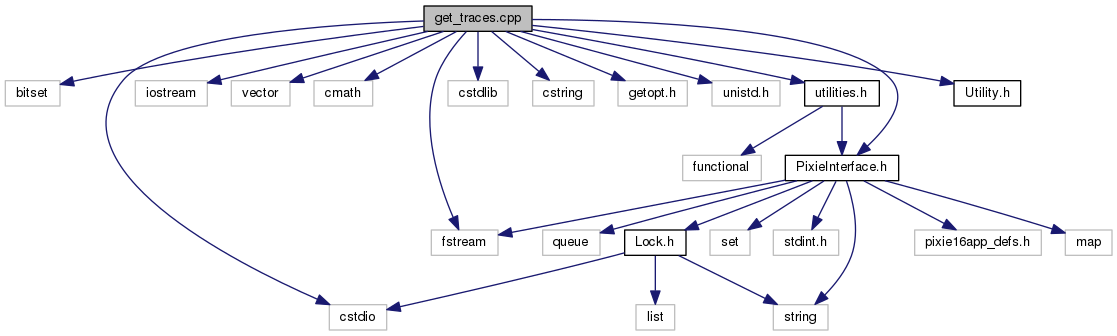 get_traces.cpp
bitset
iostream
vector
cmath
cstdlib
cstring
getopt.h
unistd.h
utilities.h
Utility.h
functional
PixieInterface.h
fstream
queue
Lock.h
set
stdint.h
pixie16app_defs.h
map
cstdio
list
string